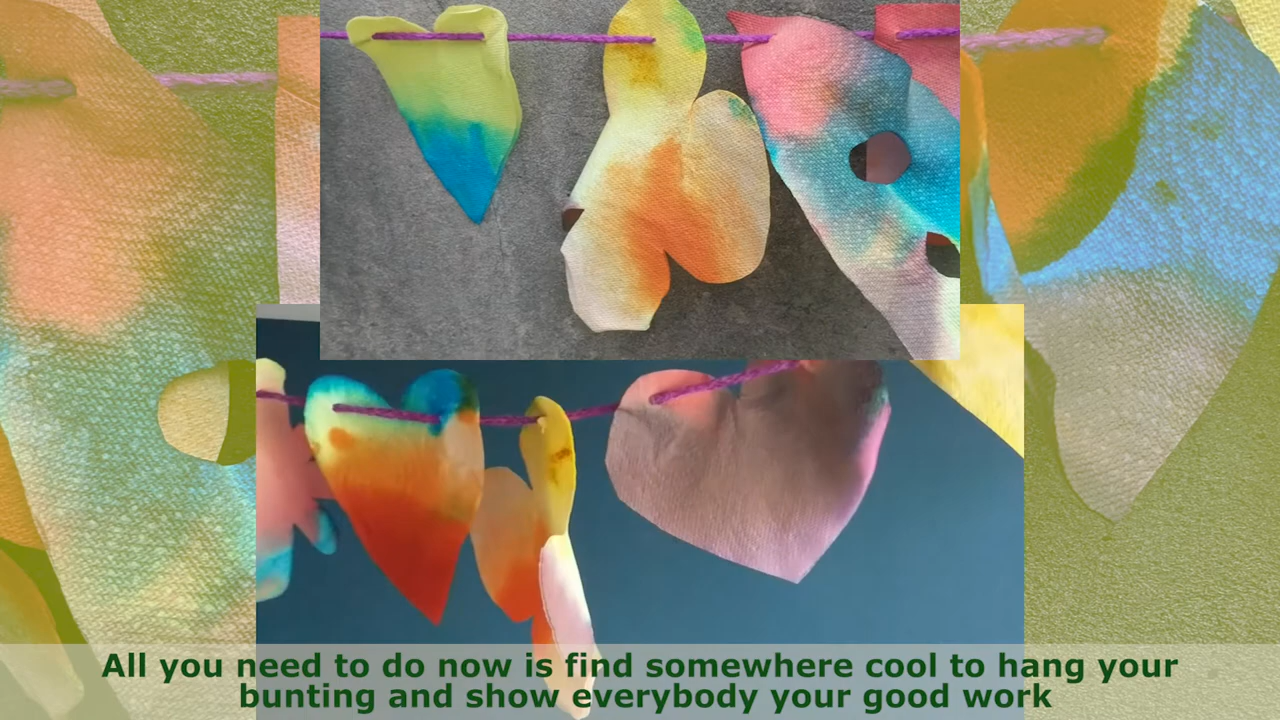 All you need to do now is find somewhere cool to hang your
bunting and show everybody your good work